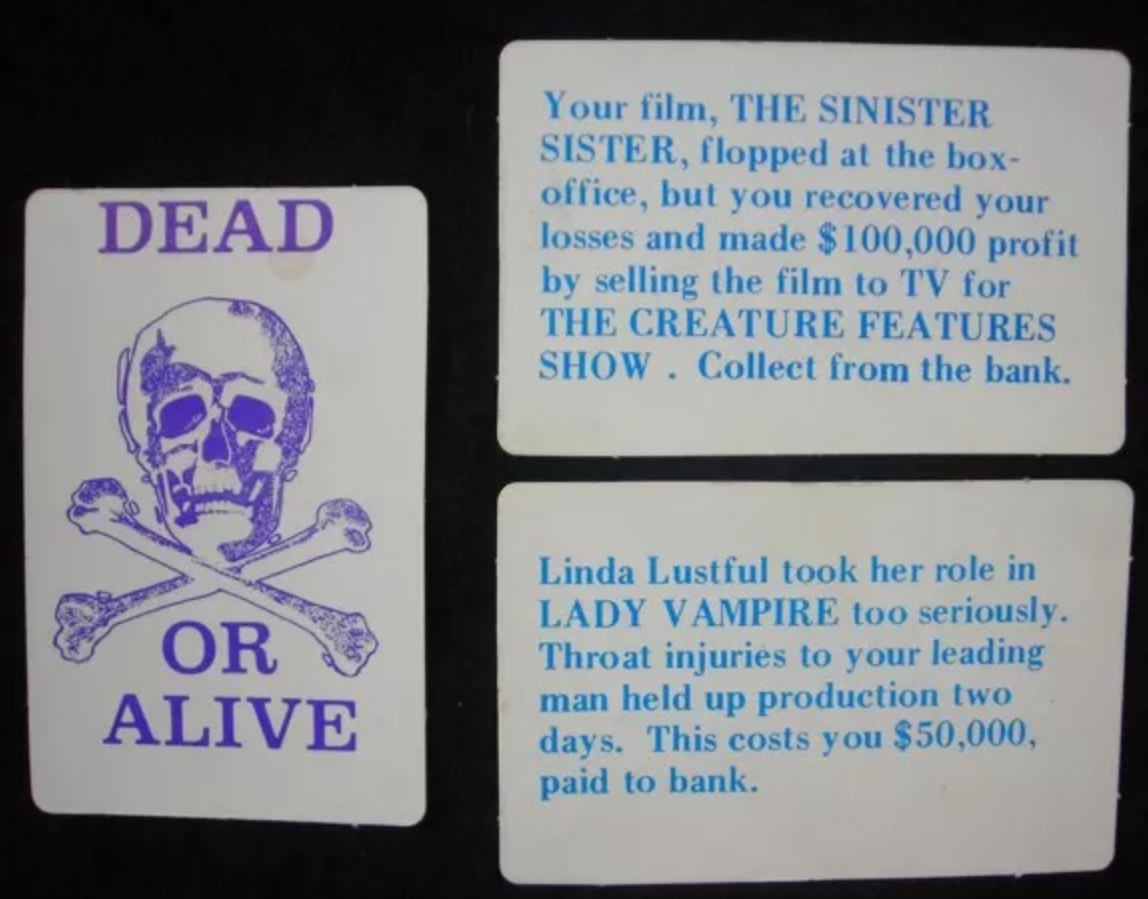 DEAD
OR
ALIVE
Your film, THE SINISTER
SISTER, flopped at the box-
office, but you recovered your
losses and made $100,000 profit
by selling the film to TV for
THE CREATURE FEATURES
SHOW . Collect from the bank.
Linda Lustful took her role in
LADY VAMPIRE too seriously.
Throat injuries to your leading
man held up production two
days. This costs you $50,000,
paid to bank.